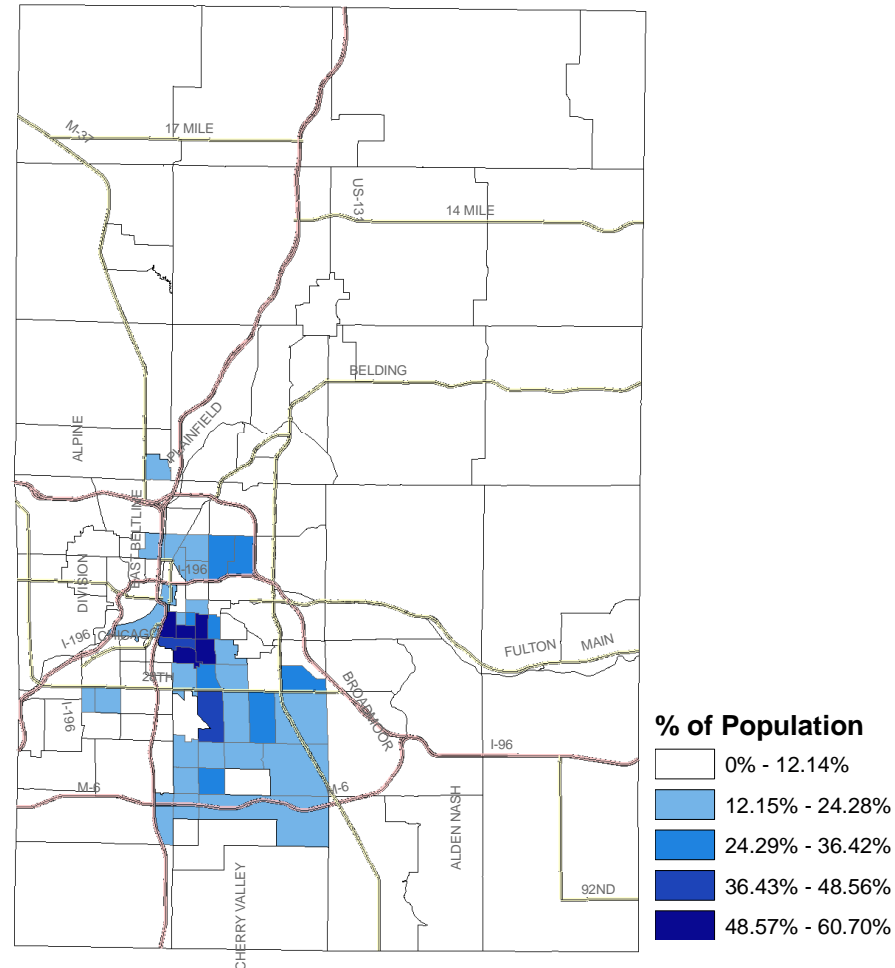 M-37
17 MILE
US-131
14 MILE
BELDING
ALPINE
PLAINFIELD
EAST BELTLINE
DIVISION
I-196
I-196
CHICAGO
FULTON
MAIN
28TH
I-196
BROADMOOR
I-96
M-6
M-6
ALDEN NASH
CHERRY VALLEY
92ND
% of Population
0% - 12.14%
12.15% - 24.28%
24.29% - 36.42%
36.43% - 48.56%
48.57% - 60.70%